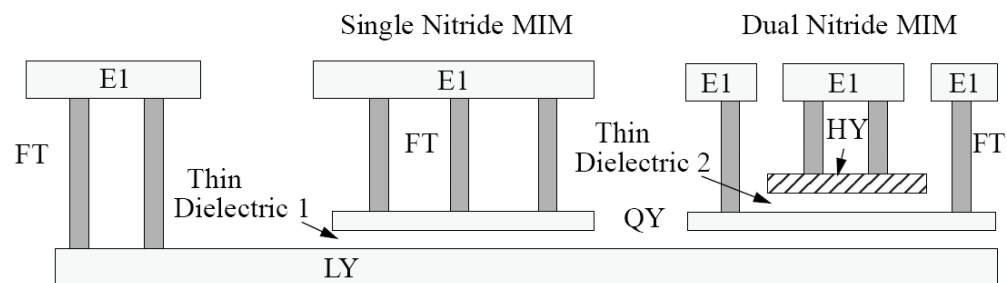 Single Nitride MIM
Dual Nitride MIM
E1
E1
E1
E1
E1
FT
FT
HY
FT
Thin
Dielectric 1
Thin
Dielectric 2
QY
LY